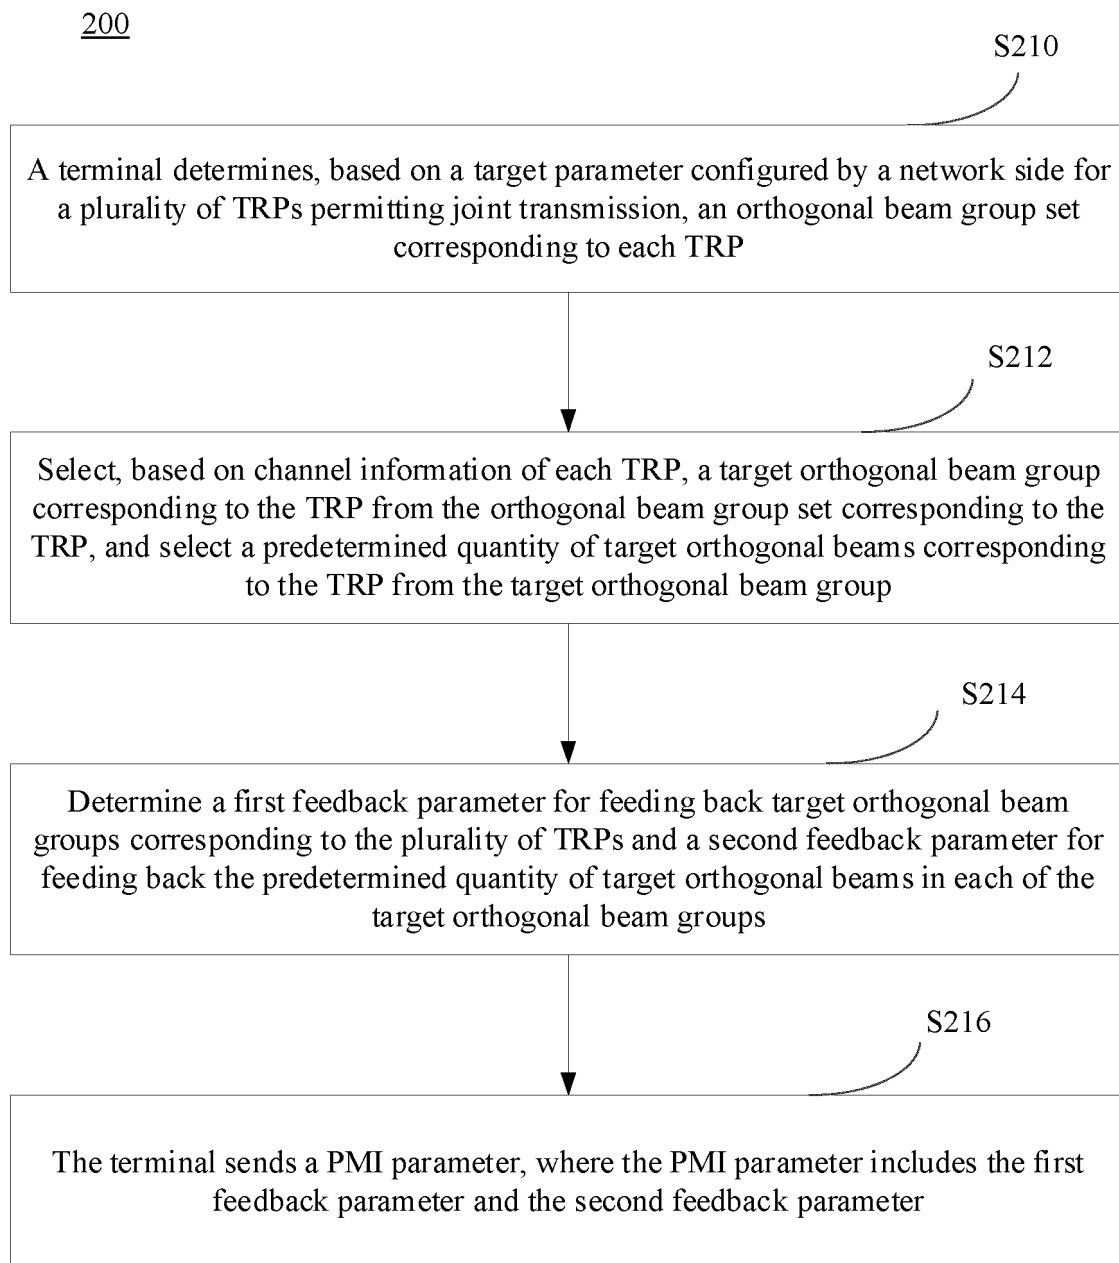 200
S210
A terminal determines, based on a target parameter configured by a network side for
a plurality of TRPs permitting joint transmission, an orthogonal beam group set
corresponding to each TRP
S212
Select, based on channel information of each TRP, a target orthogonal beam group
corresponding to the TRP from the orthogonal beam group set corresponding to the
TRP, and select a predetermined quantity of target orthogonal beams corresponding
to the TRP from the target orthogonal beam group
S214
Determine a first feedback parameter for feeding back target orthogonal beam
groups corresponding to the plurality of TRPs and a second feedback parameter for
feeding back the predetermined quantity of target orthogonal beams in each of the
target orthogonal beam groups
S216
The terminal sends a PMI parameter, where the PMI parameter includes the first
feedback parameter and the second feedback parameter